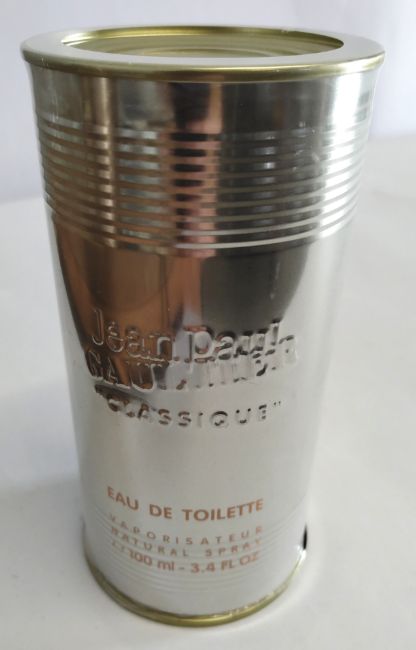 Jean Paul
GAULTIER
"CLASSIQUE"
EAU DE TOILETTE
VAPORISATEUR
NATURAL SPRAY
100 ml - 3.4 FL OZ